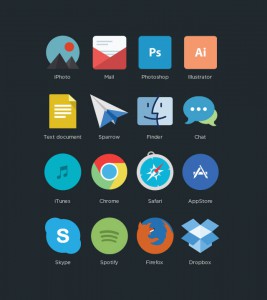 iPhoto
Mail
Ps
Photoshop
Ai
Illustrator
Text document
Sparrow
Finder
Chat
iTunes
Chrome
Safari
AppStore
S
Skype
Spotify
Firefox
Dropbox